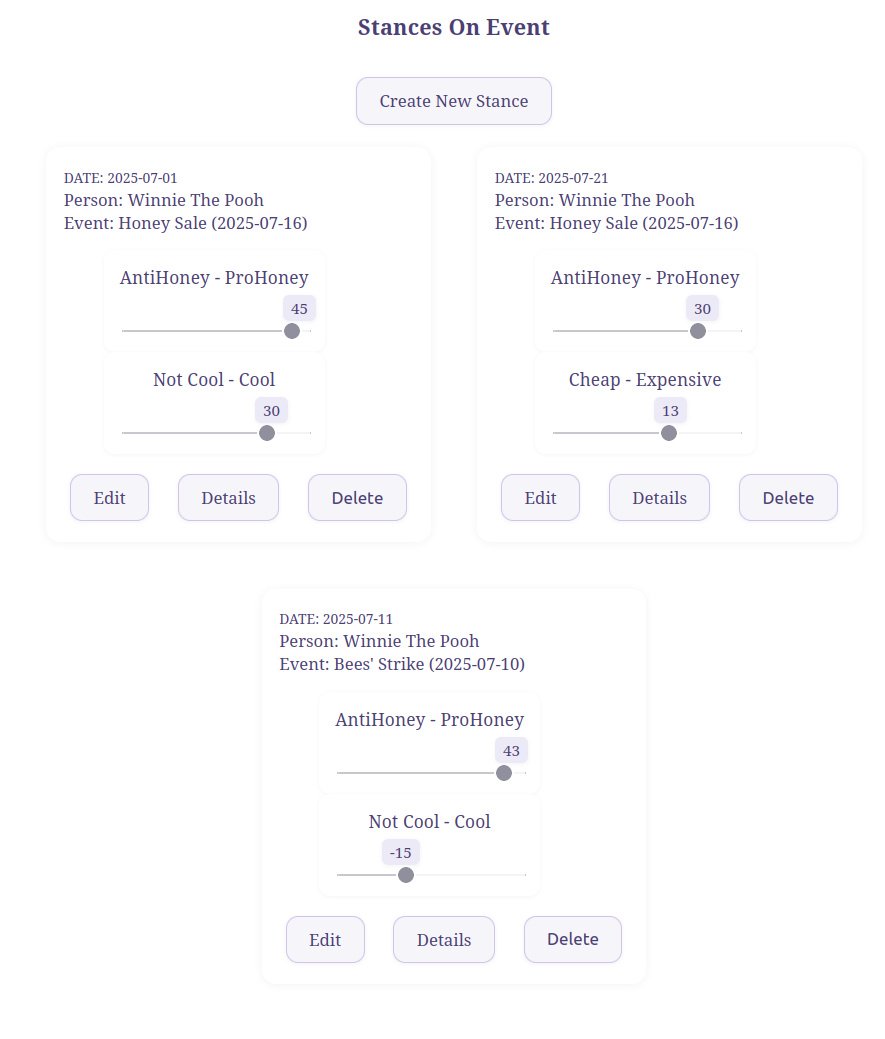 Stances On Event
Create New Stance
DATE: 2025-07-01
Person: Winnie The Pooh
Event: Honey Sale (2025-07-16)
AntiHoney - ProHoney
45
Not Cool - Cool
30
Edit Details Delete
DATE: 2025-07-21
Person: Winnie The Pooh
Event: Honey Sale (2025-07-16)
AntiHoney - ProHoney
30
Cheap - Expensive
13
Edit Details Delete
DATE: 2025-07-11
Person: Winnie The Pooh
Event: Bees' Strike (2025-07-10)
AntiHoney - ProHoney
43
Not Cool - Cool
-15
Edit Details Delete